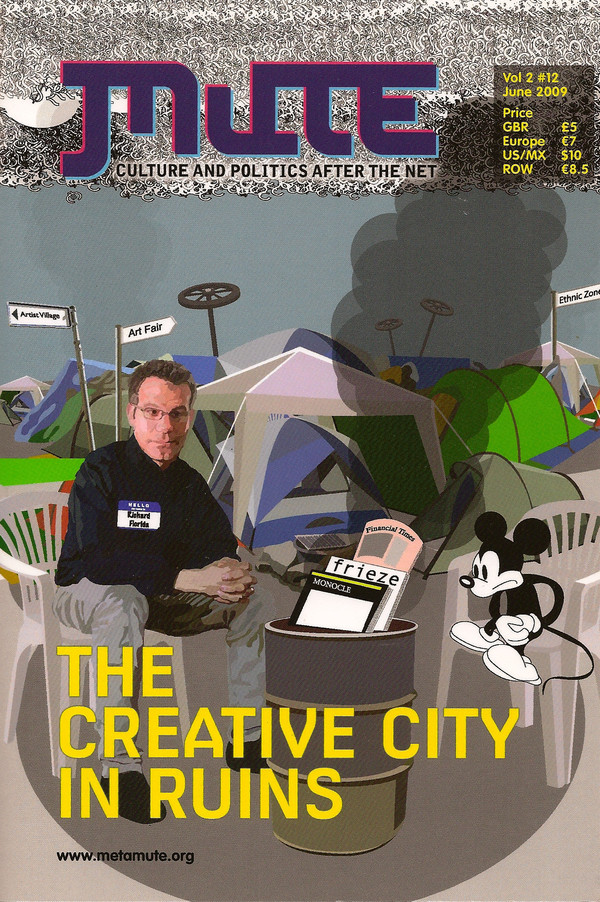 MUTE
CULTURE AND POLITICS AFTER THE NET
Vol 2 #12
June 2009
Price
GBR £5
Europe €7
US/MX $10
ROW €8.5
Artist Village
Art Fair
Ethnic Zone
HELLO
Richard
Florida
Financial Times
frieze
MONOCLE
THE
CREATIVE CITY
IN RUINS
www.metamute.org